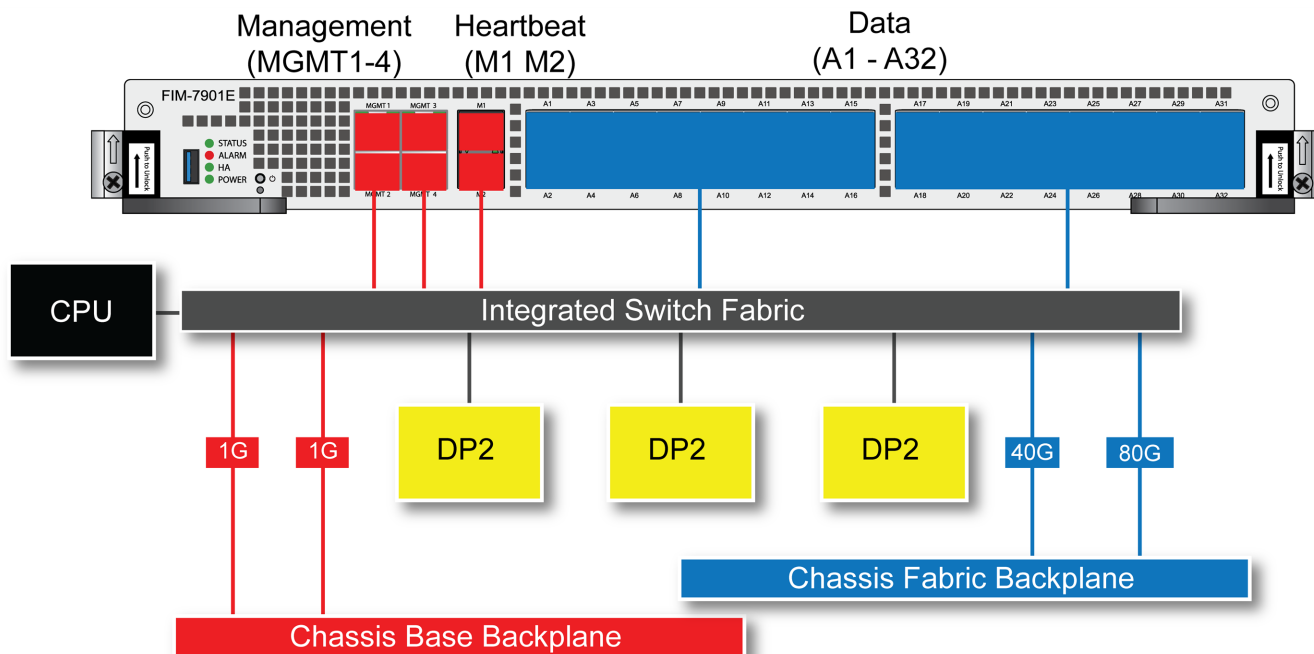 Management
(MGMT1-4)
Heartbeat
(M1 M2)
Data
(A1 - A32)
FIM-7901E
MGMT 1 MGMT 3
M1
A1 A3 A5 A7 A9 A11 A13 A15
A17 A19 A21 A23 A25 A27 A29 A31
STATUS
ALARM
HA
POWER
Push to Unlock
Push to Unlock
MGMT 2 MGMT 4
M2
A2 A4 A6 A8 A10 A12 A14 A16
A18 A20 A22 A24 A26 A28 A30 A32
CPU
Integrated Switch Fabric
DP2
DP2
DP2
1G
1G
40G
80G
Chassis Fabric Backplane
Chassis Base Backplane